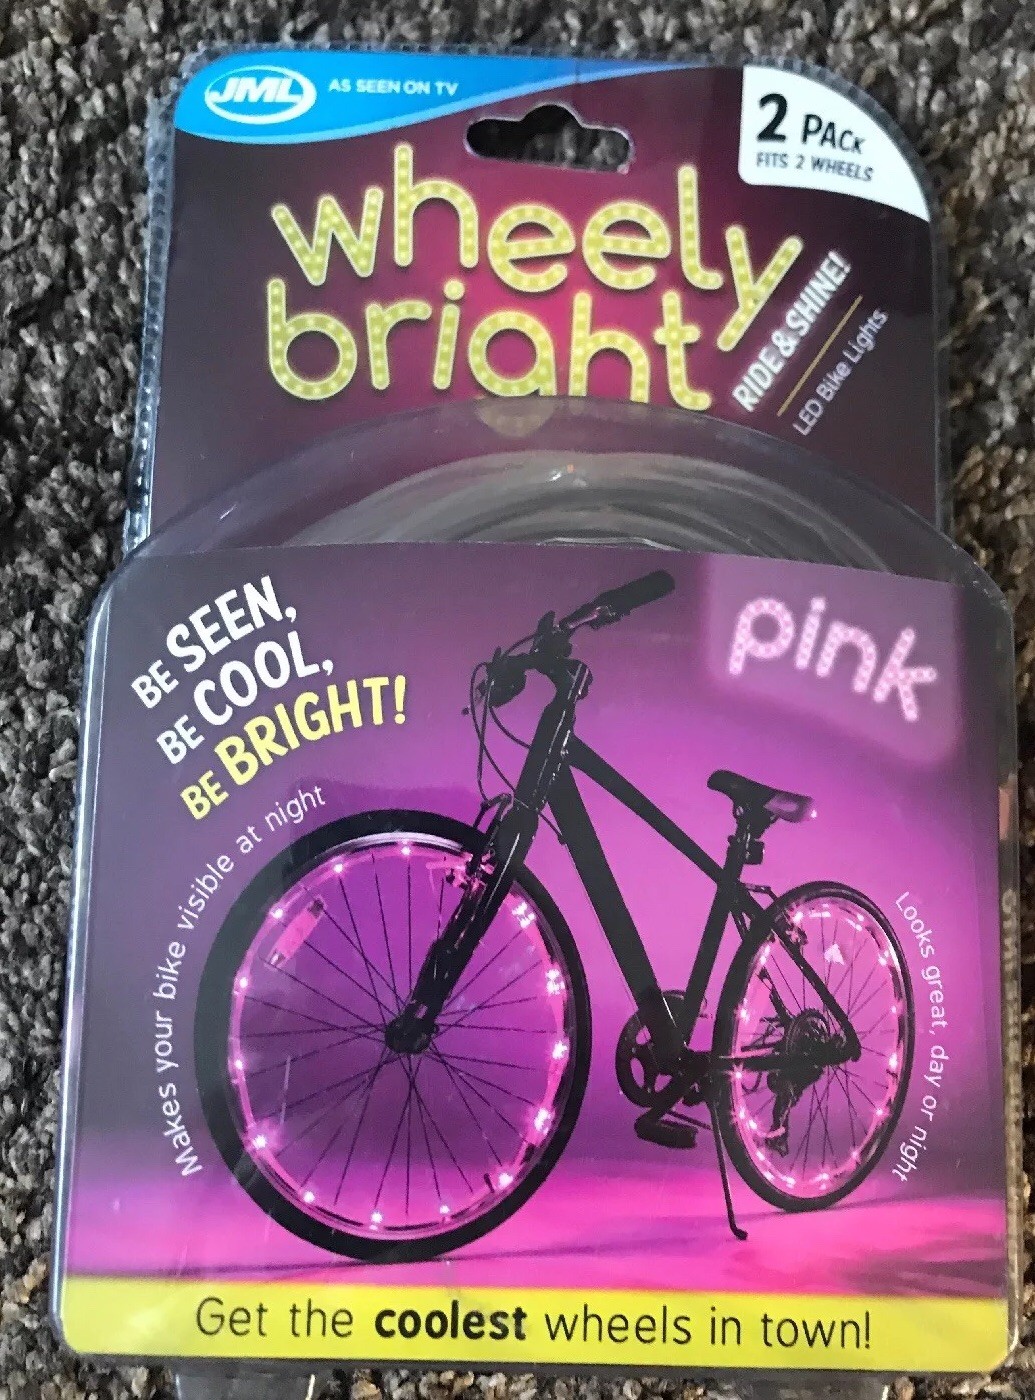 JML
AS SEEN ON TV
2 PACK
FITS 2 WHEELS
wheely
bright
RIDE & SHINE!
LED Bike Lights
BE SEEN,
BE COOL,
BE BRIGHT!
pink
Makes your bike visible at night
Looks great, day or night
Get the coolest wheels in town!